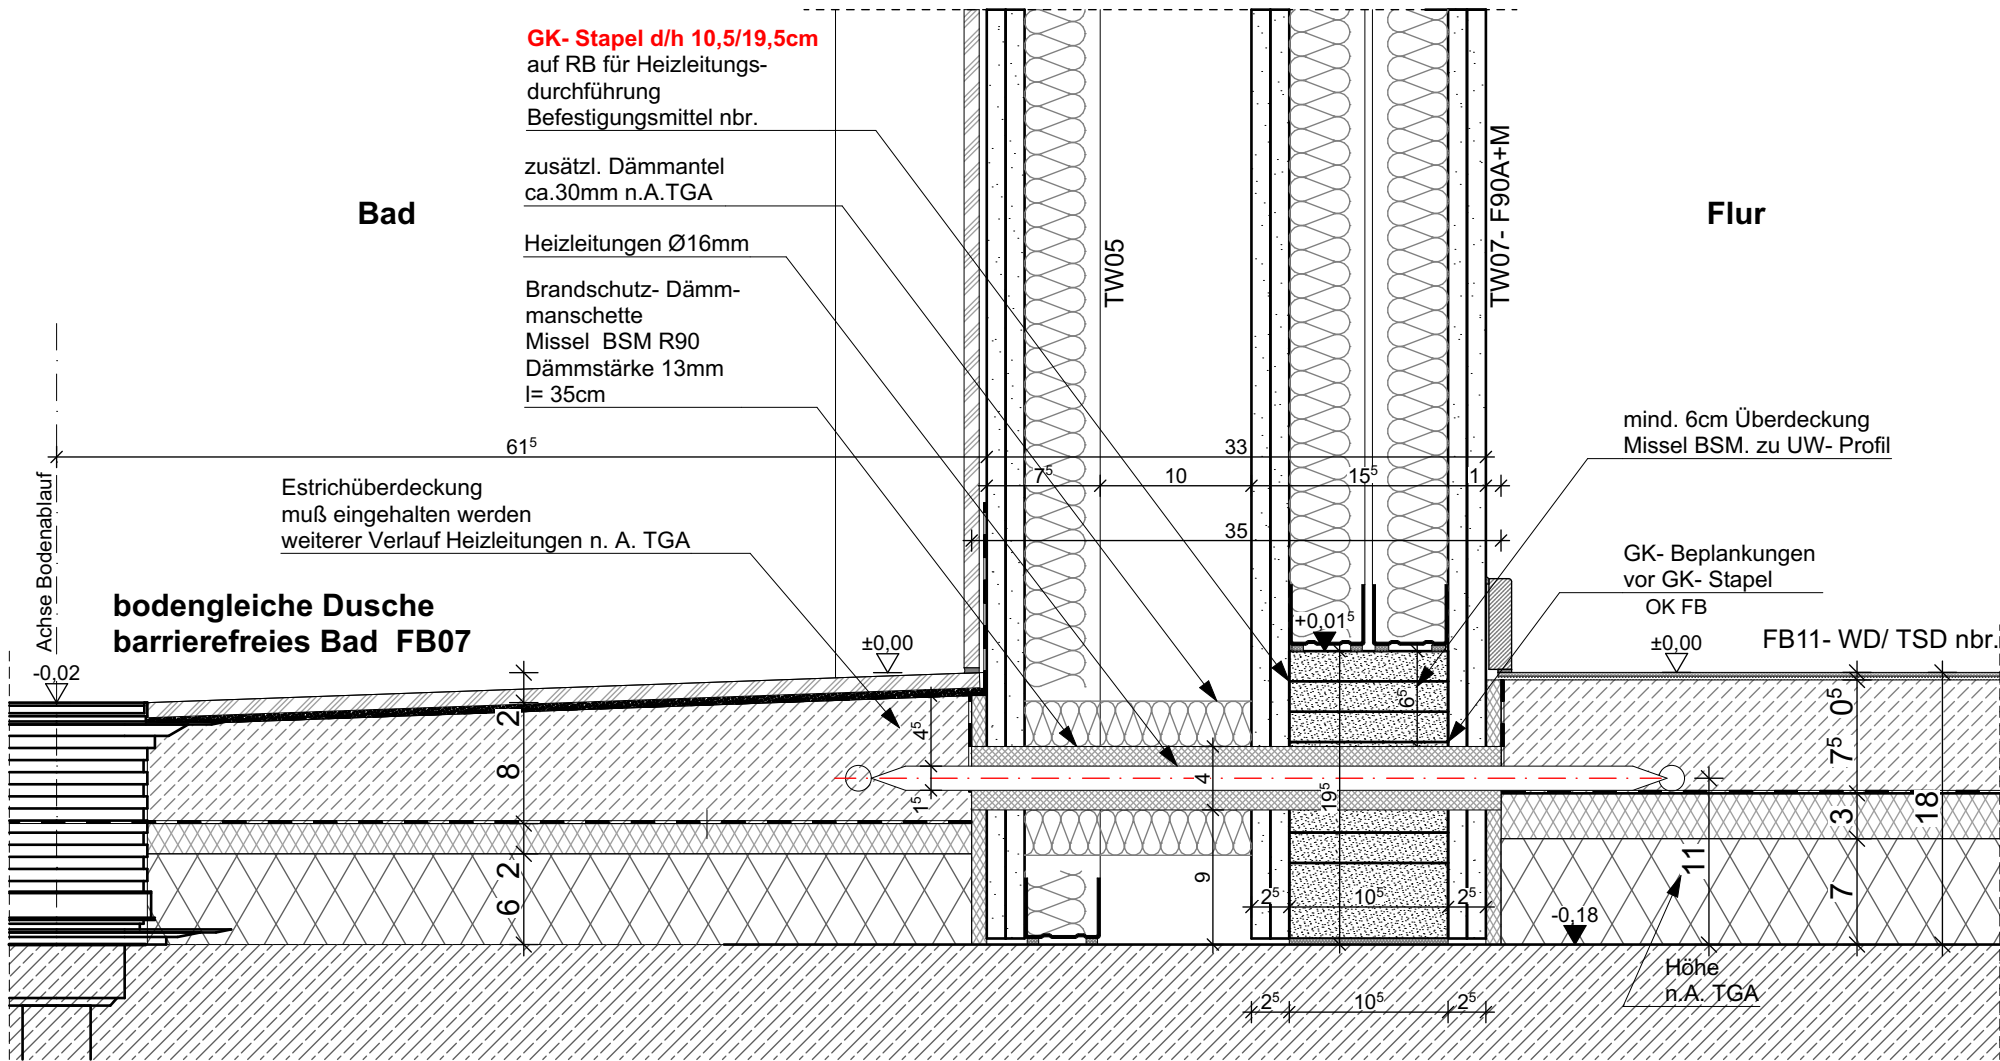 GK- Stapel d/h 10,5/19,5cm
auf RB für Heizleitungs-
durchführung
Befestigungsmittel nbr.
zusätzl. Dämmantel
ca.30mm n.A.TGA
Heizleitungen Ø16mm
Brandschutz- Dämm-
manschette
Missel BSM R90
Dämmstärke 13mm
l= 35cm
Bad
Flur
TW05
TW07- F90A+M
mind. 6cm Überdeckung
Missel BSM. zu UW- Profil
61⁵
33
7⁵
10
15⁵
1
35
Estrichüberdeckung
muß eingehalten werden
weiterer Verlauf Heizleitungen n. A. TGA
GK- Beplankungen
vor GK- Stapel
OK FB
Achse Bodenablauf
bodengleiche Dusche
barrierefreies Bad FB07
-0,02
±0,00
+0,01⁵
±0,00
FB11- WD/ TSD nbr.
2
8
2
6
4⁵
1⁵
4
9
19⁵
6⁵
0⁵
7⁵
3
7
18
11
2⁵
10⁵
2⁵
-0,18
Höhe
n.A. TGA
2⁵
10⁵
2⁵